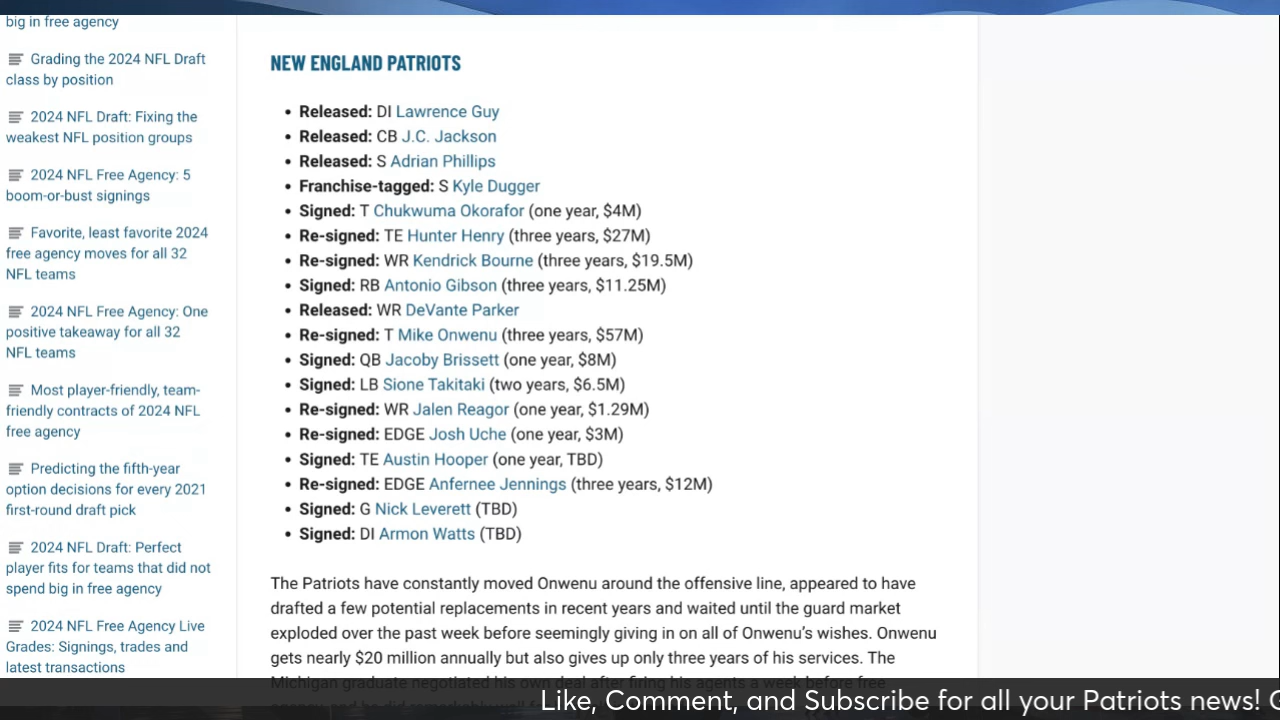 big in free agency
Grading the 2024 NFL Draft
class by position
2024 NFL Draft: Fixing the
weakest NFL position groups
2024 NFL Free Agency: 5
boom-or-bust signings
Favorite, least favorite 2024
free agency moves for all 32
NFL teams
2024 NFL Free Agency: One
positive takeaway for all 32
NFL teams
Most player-friendly, team-
friendly contracts of 2024 NFL
free agency
Predicting the fifth-year
option decisions for every 2021
first-round draft pick
2024 NFL Draft: Perfect
player fits for teams that did not
spend big in free agency
2024 NFL Free Agency Live
Grades: Signings, trades and
latest transactions
NEW ENGLAND PATRIOTS
• Released: DI Lawrence Guy
• Released: CB J.C. Jackson
• Released: S Adrian Phillips
• Franchise-tagged: S Kyle Dugger
• Signed: T Chukwuma Okorafor (one year, $4M)
• Re-signed: TE Hunter Henry (three years, $27M)
• Re-signed: WR Kendrick Bourne (three years, $19.5M)
• Signed: RB Antonio Gibson (three years, $11.25M)
• Released: WR DeVante Parker
• Re-signed: T Mike Onwenu (three years, $57M)
• Signed: QB Jacoby Brissett (one year, $8M)
• Signed: LB Sione Takitaki (two years, $6.5M)
• Re-signed: WR Jalen Reagor (one year, $1.29M)
• Re-signed: EDGE Josh Uche (one year, $3M)
• Signed: TE Austin Hooper (one year, TBD)
• Re-signed: EDGE Anfernee Jennings (three years, $12M)
• Signed: G Nick Leverett (TBD)
• Signed: DI Armon Watts (TBD)
The Patriots have constantly moved Onwenu around the offensive line, appeared to have
drafted a few potential replacements in recent years and waited until the guard market
exploded over the past week before seemingly giving in on all of Onwenu's wishes. Onwenu
gets nearly $20 million annually but also gives up only three years of his services. The
Michigan graduate negotiated his own deal after firing his agents a week before free
Like, Comment, and Subscribe for all your Patriots news!